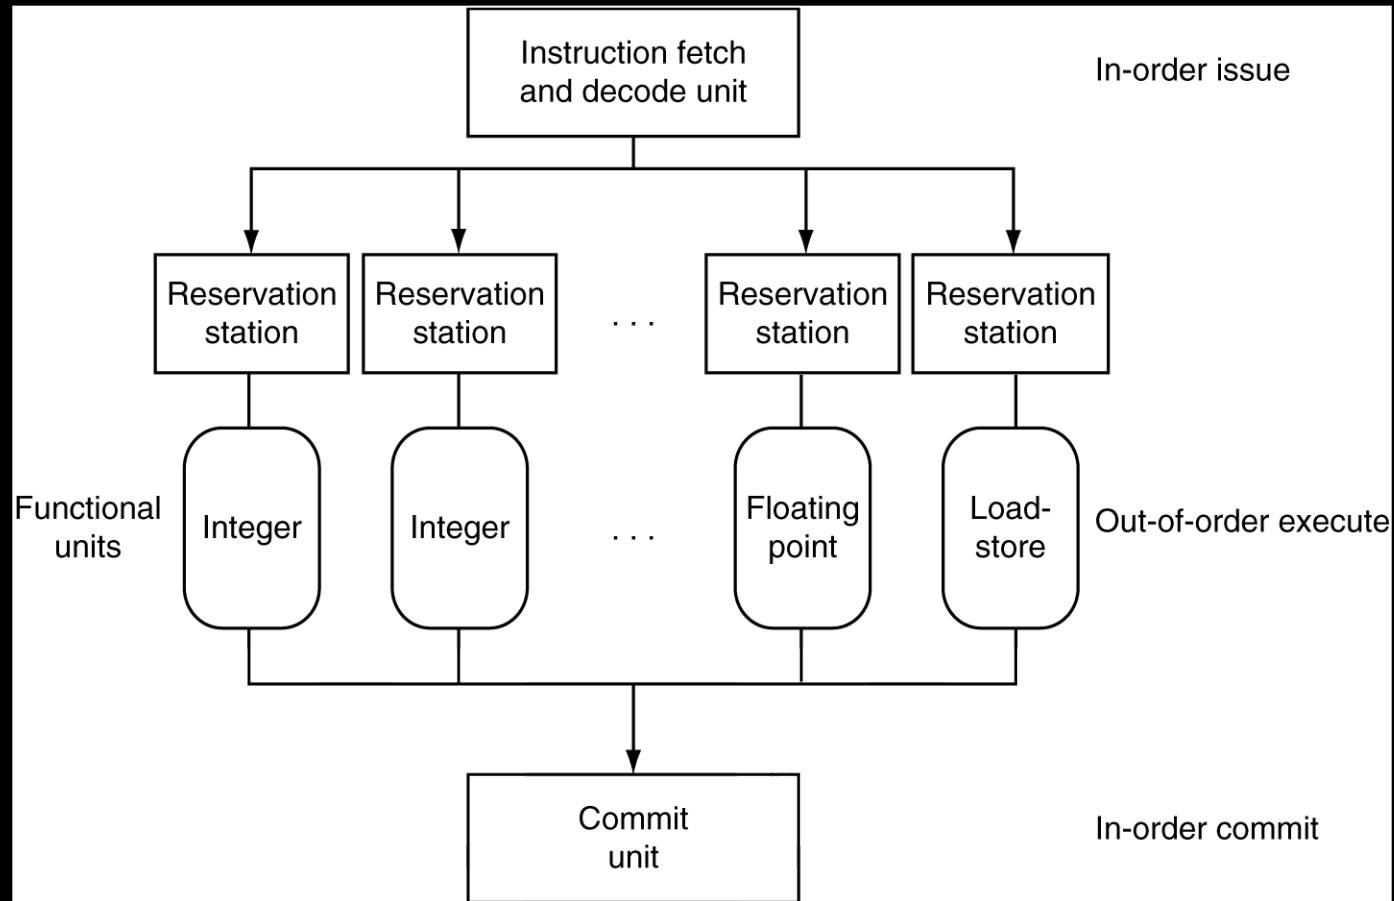 Instruction fetch
and decode unit
In-order issue
Reservation
station
Reservation
station
. . .
Reservation
station
Reservation
station
Functional
units
Integer
Integer
. . .
Floating
point
Load-
store
Out-of-order execute
Commit
unit
In-order commit